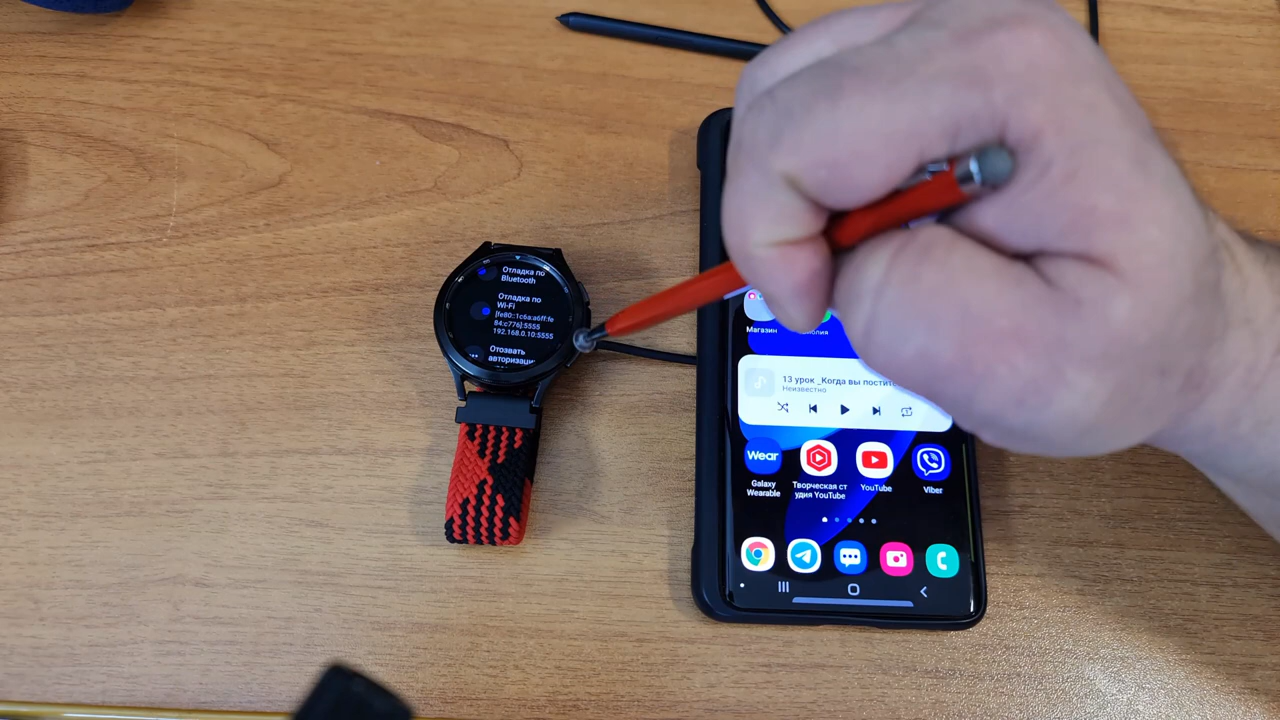 Отладка по
Bluetooth
Отладка по
Wi-Fi
[fe80::1c6a:a6ff:fe
84:c776]:5555
192.168.0.10:5555
Отозвать
авторизаци
Магазин
13 урок _Когда вы постит
Неизвестно
Wear
Galaxy
Wearable
Творческая ст
удия YouTube
YouTube
Viber